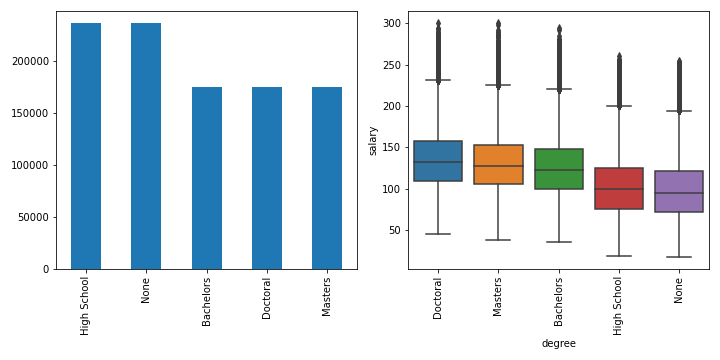 200000
150000
100000
50000
0
High School
None
Bachelors
Doctoral
Masters
300
250
200
150
100
50
salary
Doctoral
Masters
Bachelors
High School
None
degree